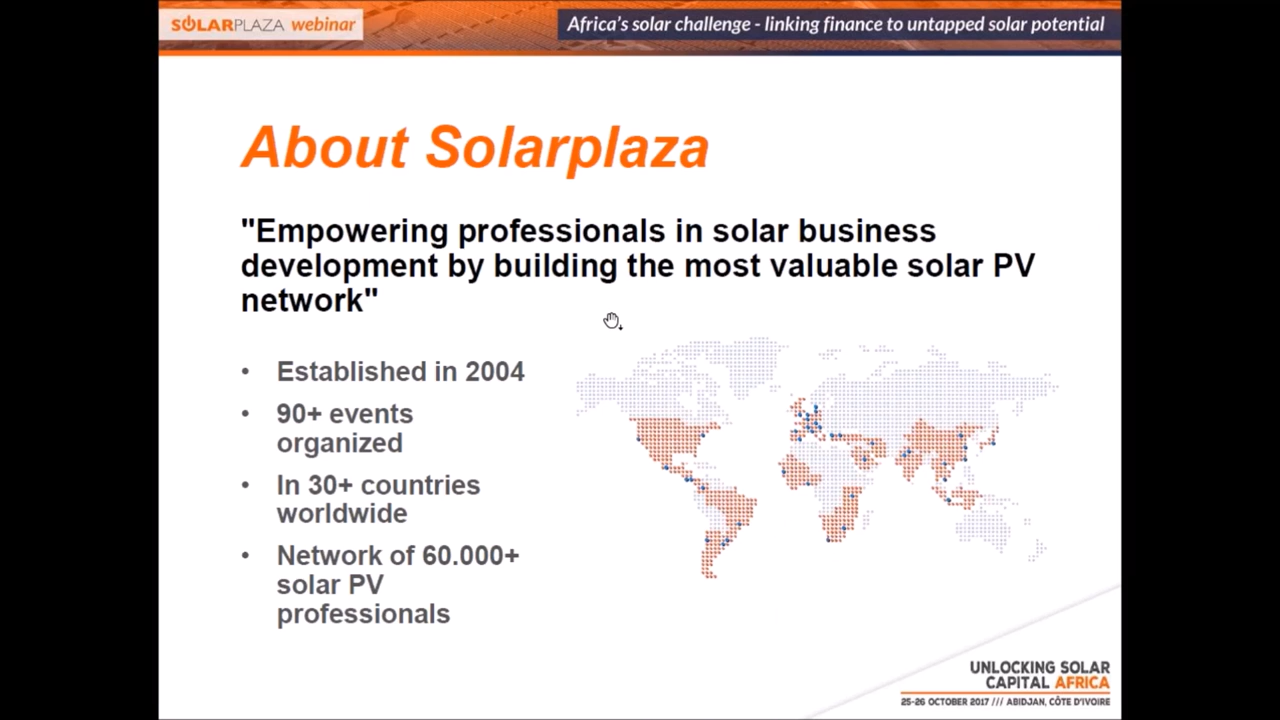 SOLARPLAZA webinar
Africa's solar challenge - linking finance to untapped solar potential
About Solarplaza
"Empowering professionals in solar business
development by building the most valuable solar PV
network"
• Established in 2004
• 90+ events
organized
• In 30+ countries
worldwide
• Network of 60.000+
solar PV
professionals
UNLOCKING SOLAR
CAPITAL AFRICA
25-26 OCTOBER 2017 /// ABIDJAN, CÔTE D'IVOIRE